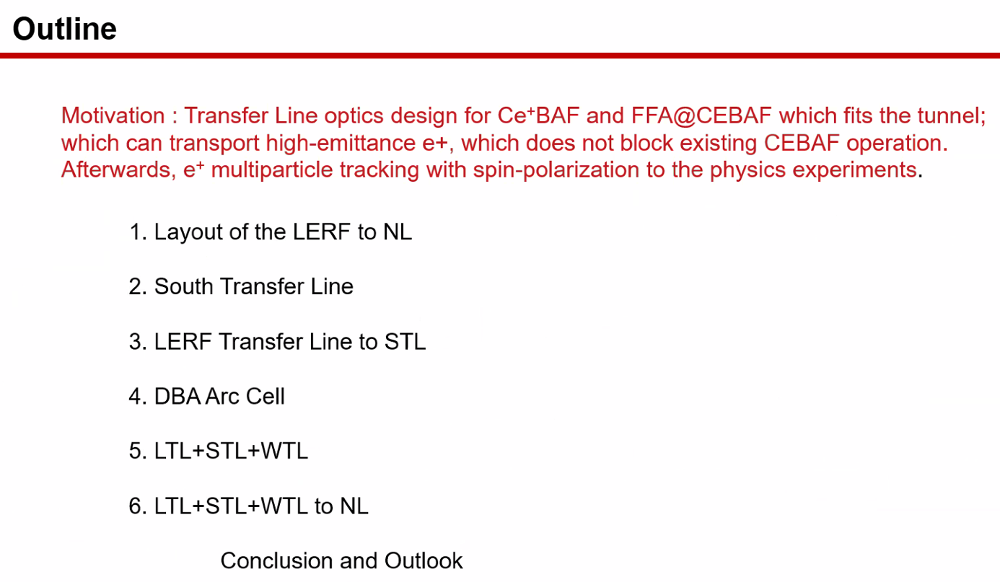 Outline
Motivation : Transfer Line optics design for Ce⁺BAF and FFA@CEBAF which fits the tunnel;
which can transport high-emittance e+, which does not block existing CEBAF operation.
Afterwards, e⁺ multiparticle tracking with spin-polarization to the physics experiments.
1. Layout of the LERF to NL
2. South Transfer Line
3. LERF Transfer Line to STL
4. DBA Arc Cell
5. LTL+STL+WTL
6. LTL+STL+WTL to NL
Conclusion and Outlook